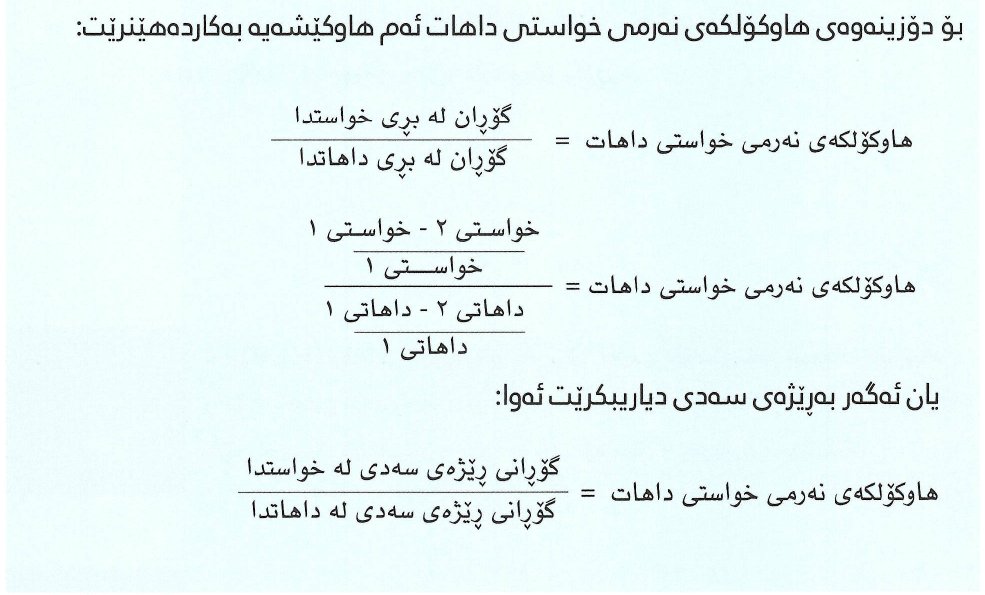 بۆ دۆزینەوەی هاوکۆلکەی نەرمی خواستی داهات ئەم هاوکێشەیە بەکاردەهێنرێت:
هاوکۆلکەی نەرمی خواستی داهات =
گۆڕان لە بڕی خواستدا
گۆڕان لە بڕی داهاتدا
هاوکۆلکەی نەرمی خواستی داهات =
خواستی ٢ - خواستی ١
خواستی ١
داهاتی ٢ - داهاتی ١
داهاتی ١
یان ئەگەر بەڕێژەی سەدی دیاریبکرێت ئەوا:
هاوکۆلکەی نەرمی خواستی داهات =
گۆڕانی ڕێژەی سەدی لە خواستدا
گۆڕانی ڕێژەی سەدی لە داهاتدا